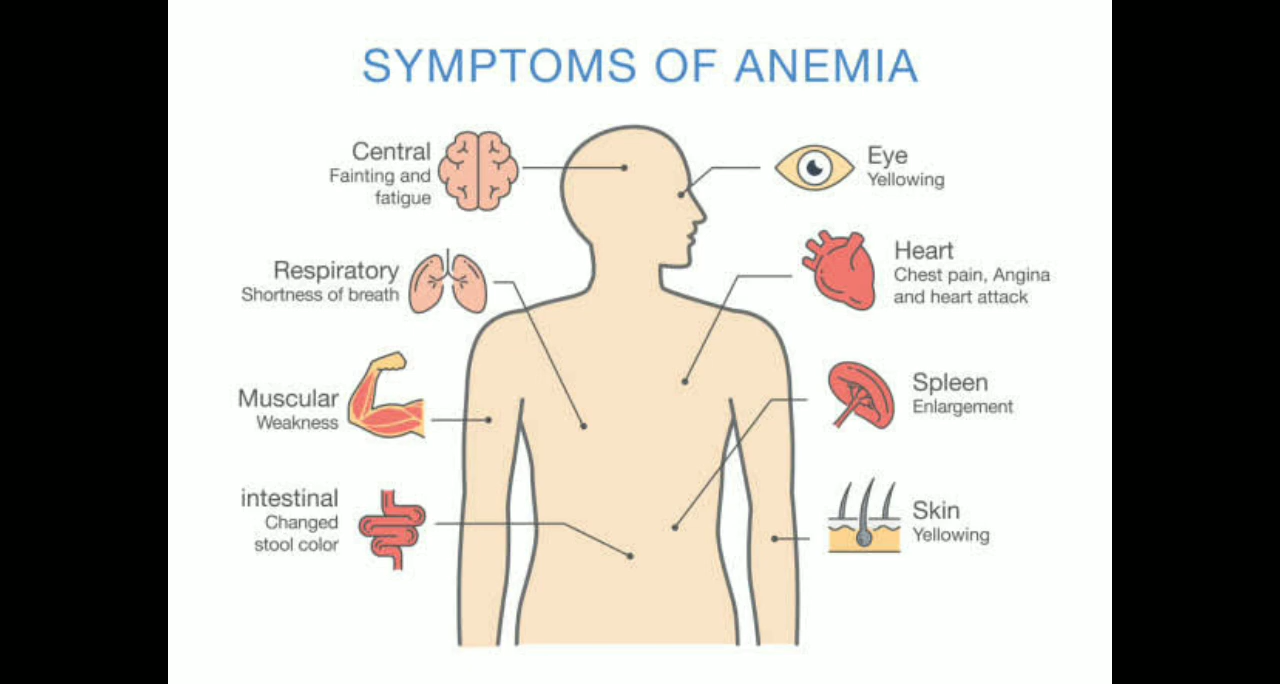 SYMPTOMS OF ANEMIA
Central
Fainting and
fatigue
Respiratory
Shortness of breath
Muscular
Weakness
intestinal
Changed
stool color
Eye
Yellowing
Heart
Chest pain, Angina
and heart attack
Spleen
Enlargement
Skin
Yellowing